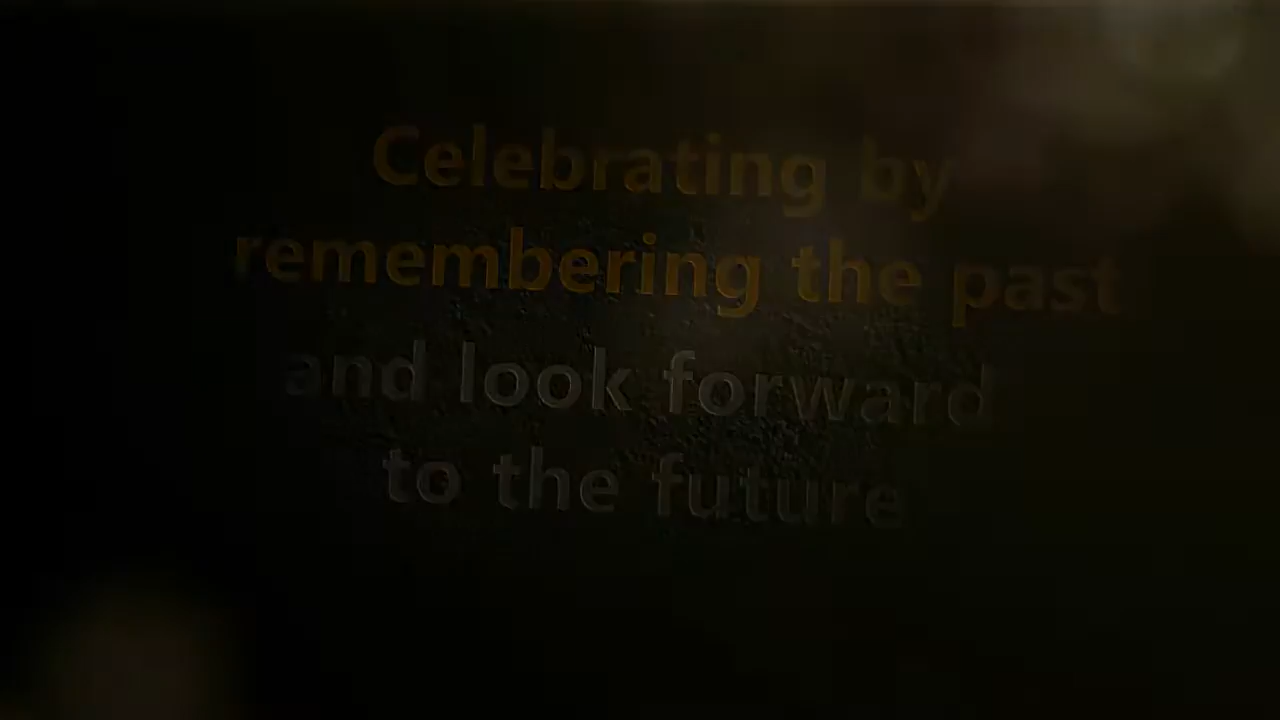 Celebrating by
remembering the past
and look forward
to the future